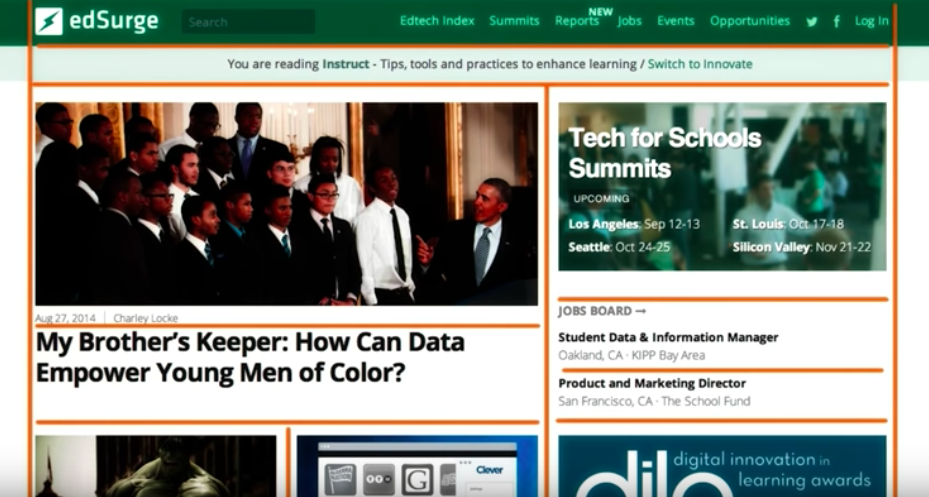 edSurge
Search
Edtech Index Summits Reports NEW Jobs Events Opportunities Log In
You are reading Instruct - Tips, tools and practices to enhance learning / Switch to Innovate
Aug 27, 2014 Charley Locke
My Brother's Keeper: How Can Data
Empower Young Men of Color?
G
Clever
Tech for Schools
Summits
UPCOMING
Los Angeles: Sep 12-13 St. Louis: Oct 17-18
Seattle: Oct 24-25 Silicon Valley: Nov 21-22
JOBS BOARD →
Student Data & Information Manager
Oakland, CA · KIPP Bay Area
Product and Marketing Director
San Francisco, CA · The School Fund
digital innovation in
learning awards